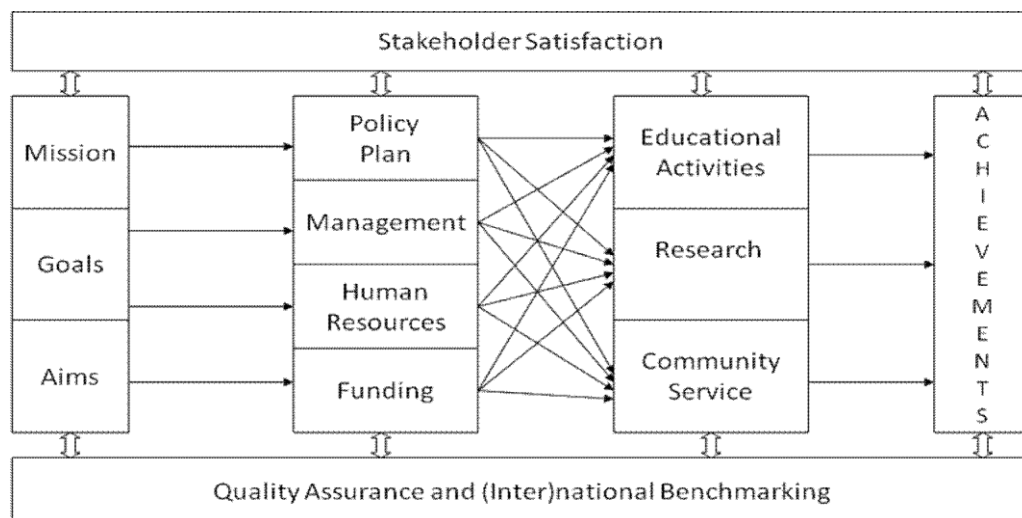 Stakeholder Satisfaction
Mission
Goals
Aims
Policy
Plan
Management
Human
Resources
Funding
Educational
Activities
Research
Community
Service
ACHIEVEMENTS
Quality Assurance and (Inter)national Benchmarking